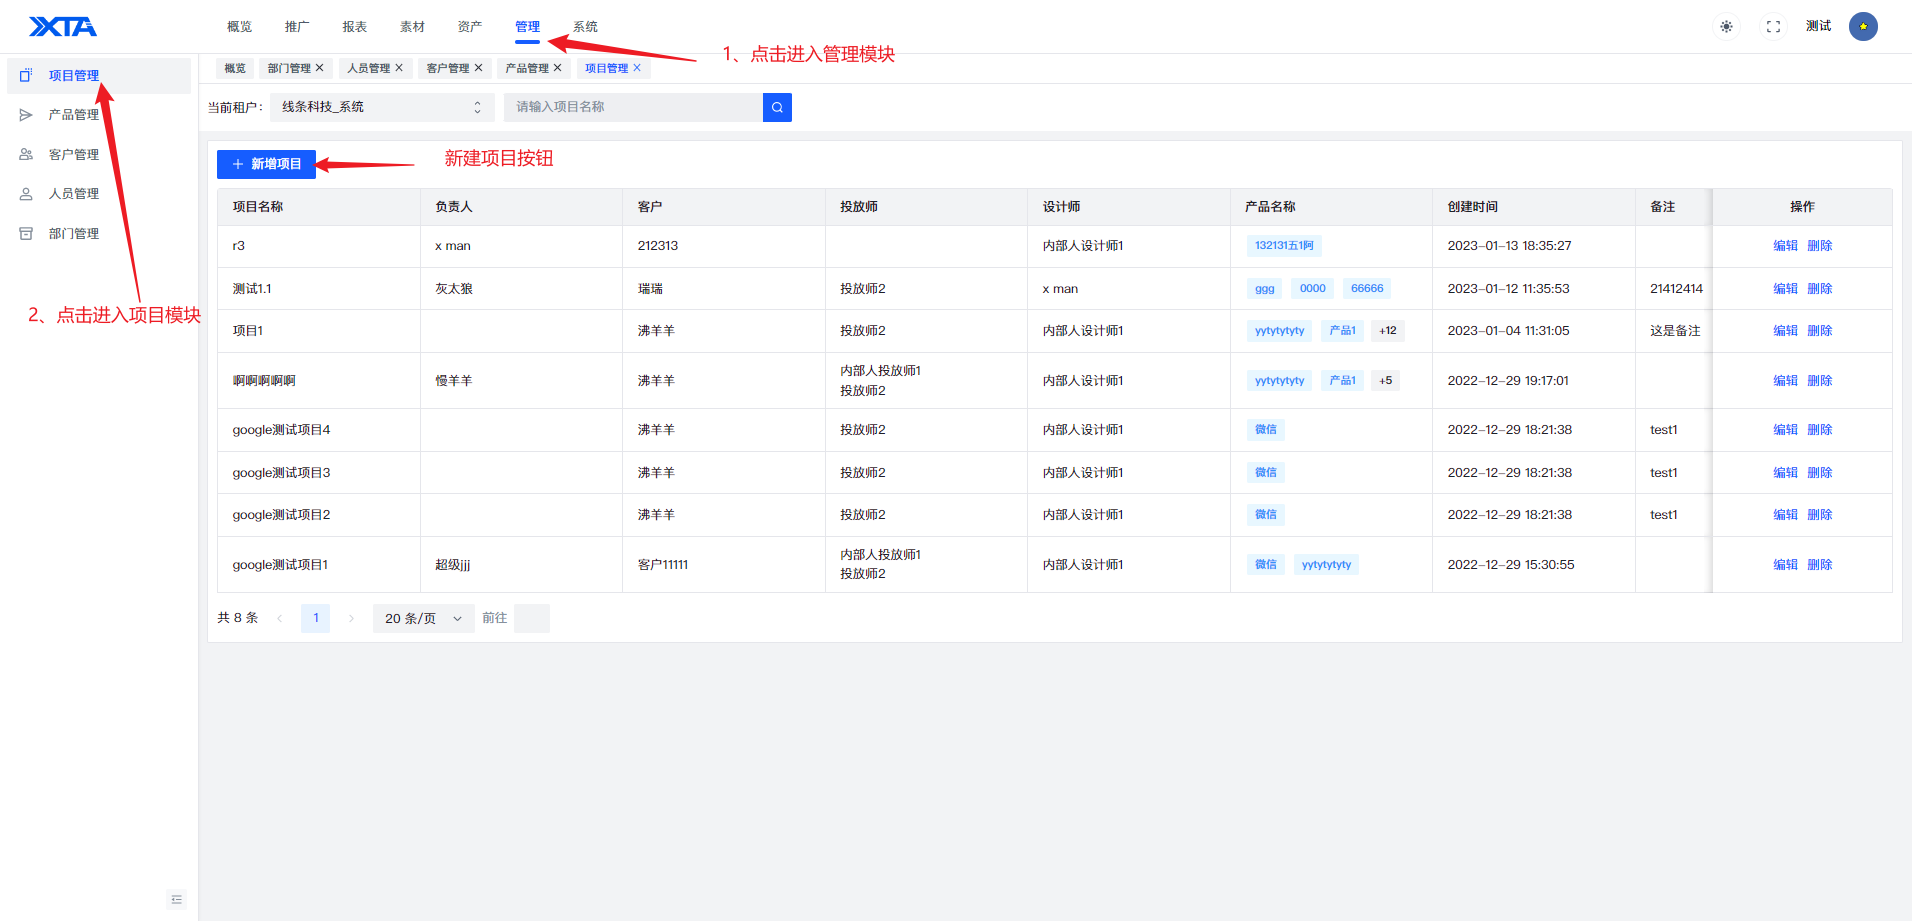 XXTA
概览 推广 报表 素材 资产 管理 系统 测试
1、点击进入管理模块
概览 部门管理 × 人员管理 × 客户管理 × 产品管理 × 项目管理 ×
项目管理
产品管理
客户管理
人员管理
部门管理
2、点击进入项目模块
当前租户: 线条科技_系统 请输入项目名称
+ 新增项目 新建项目按钮
项目名称 负责人 客户 投放师 设计师 产品名称 创建时间 备注 操作
r3 x man 212313 内部人设计师1 132131五1阿 2023-01-13 18:35:27 编辑 删除
测试1.1 灰太狼 瑞瑞 投放师2 x man ggg 0000 66666 2023-01-12 11:35:53 21412414 编辑 删除
项目1 沸羊羊 投放师2 内部人设计师1 yytytytyty 产品1 +12 2023-01-04 11:31:05 这是备注 编辑 删除
啊啊啊啊啊 慢羊羊 沸羊羊 内部人投放师1 投放师2 内部人设计师1 yytytytyty 产品1 +5 2022-12-29 19:17:01 编辑 删除
google测试项目4 沸羊羊 投放师2 内部人设计师1 微信 2022-12-29 18:21:38 test1 编辑 删除
google测试项目3 沸羊羊 投放师2 内部人设计师1 微信 2022-12-29 18:21:38 test1 编辑 删除
google测试项目2 沸羊羊 投放师2 内部人设计师1 微信 2022-12-29 18:21:38 test1 编辑 删除
google测试项目1 超级jjj 客户11111 内部人投放师1 投放师2 内部人设计师1 微信 yytytytyty 2022-12-29 15:30:55 编辑 删除
共 8 条 1 20 条/页 前往